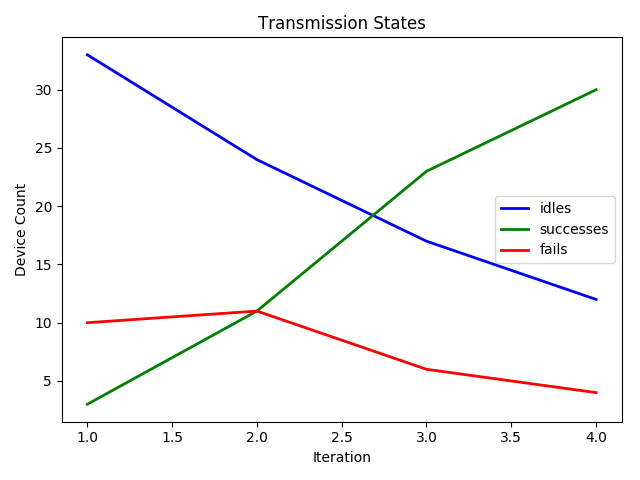 Transmission States
Device Count
30
25
20
15
10
5
idles
successes
fails
1.0 1.5 2.0 2.5 3.0 3.5 4.0
Iteration